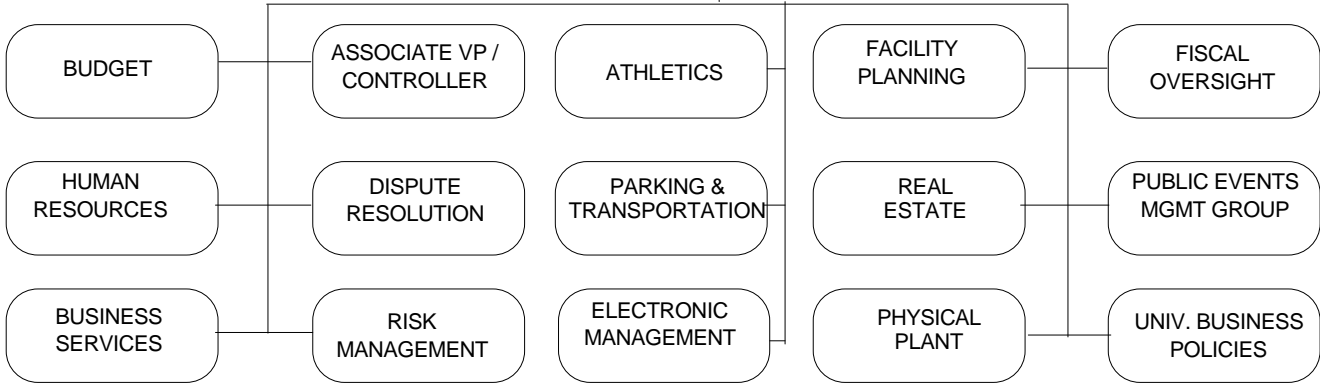 BUDGET
ASSOCIATE VP /
CONTROLLER
ATHLETICS
FACILITY
PLANNING
FISCAL
OVERSIGHT
HUMAN
RESOURCES
DISPUTE
RESOLUTION
PARKING &
TRANSPORTATION
REAL
ESTATE
PUBLIC EVENTS
MGMT GROUP
BUSINESS
SERVICES
RISK
MANAGEMENT
ELECTRONIC
MANAGEMENT
PHYSICAL
PLANT
UNIV. BUSINESS
POLICIES